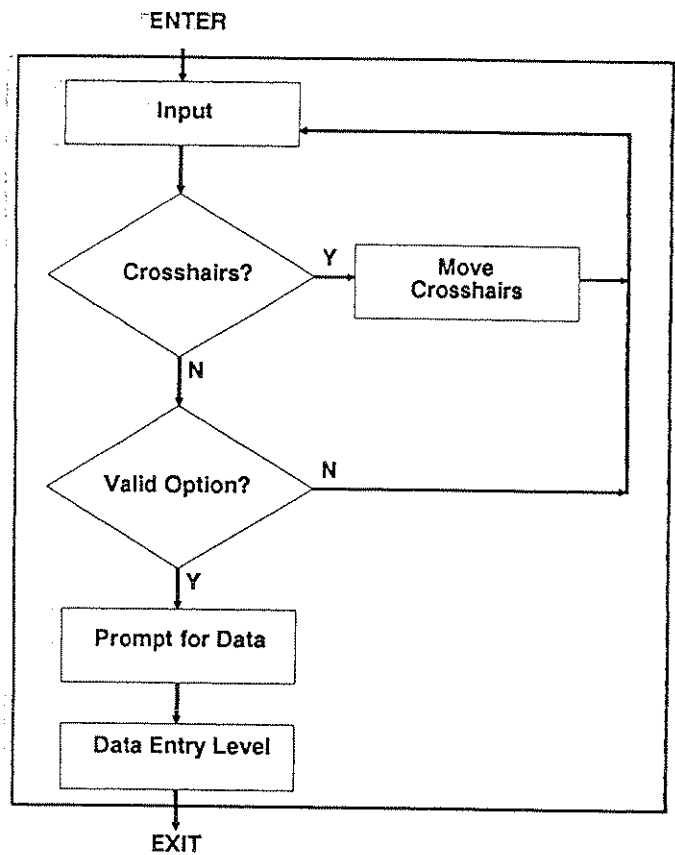 ENTER
Input
Crosshairs?
Y
Move
Crosshairs
N
Valid Option?
N
Y
Prompt for Data
Data Entry Level
EXIT